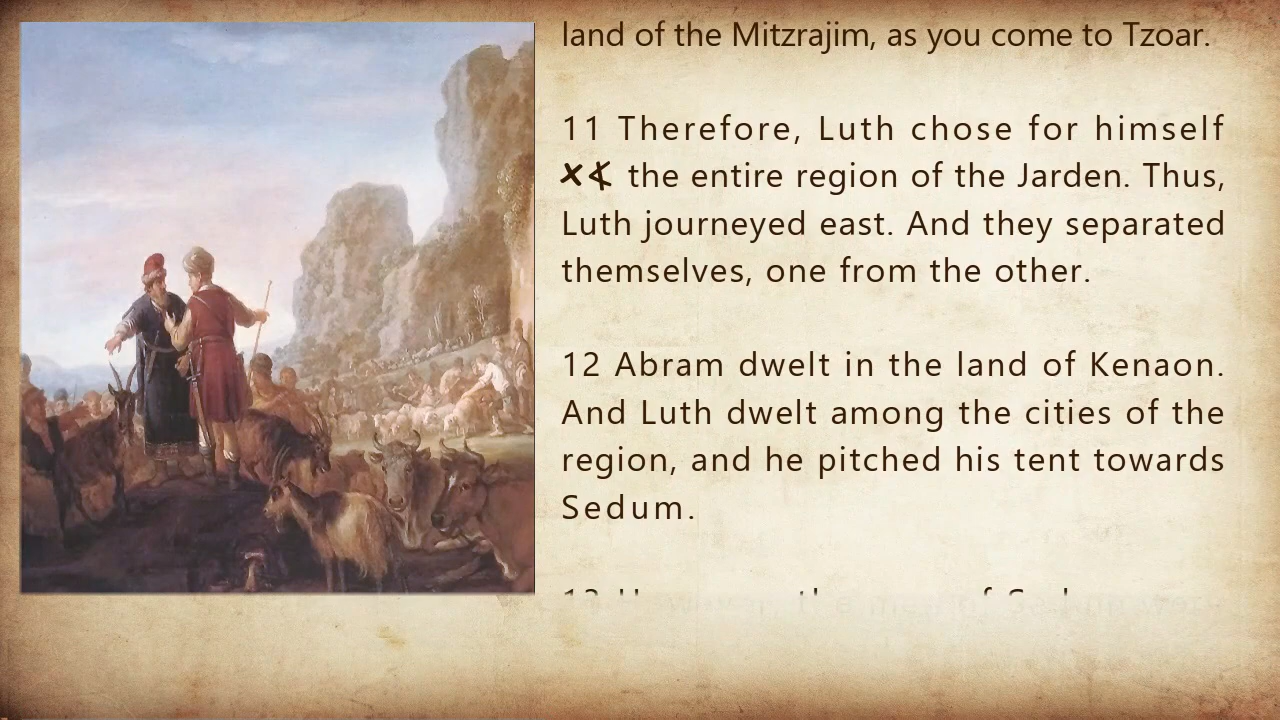 land of the Mitzrajim, as you come to Tzoar.
11 Therefore, Luth chose for himself
𐤕𐤀 the entire region of the Jarden. Thus,
Luth journeyed east. And they separated
themselves, one from the other.
12 Abram dwelt in the land of Kenaon.
And Luth dwelt among the cities of the
region, and he pitched his tent towards
Sedum.